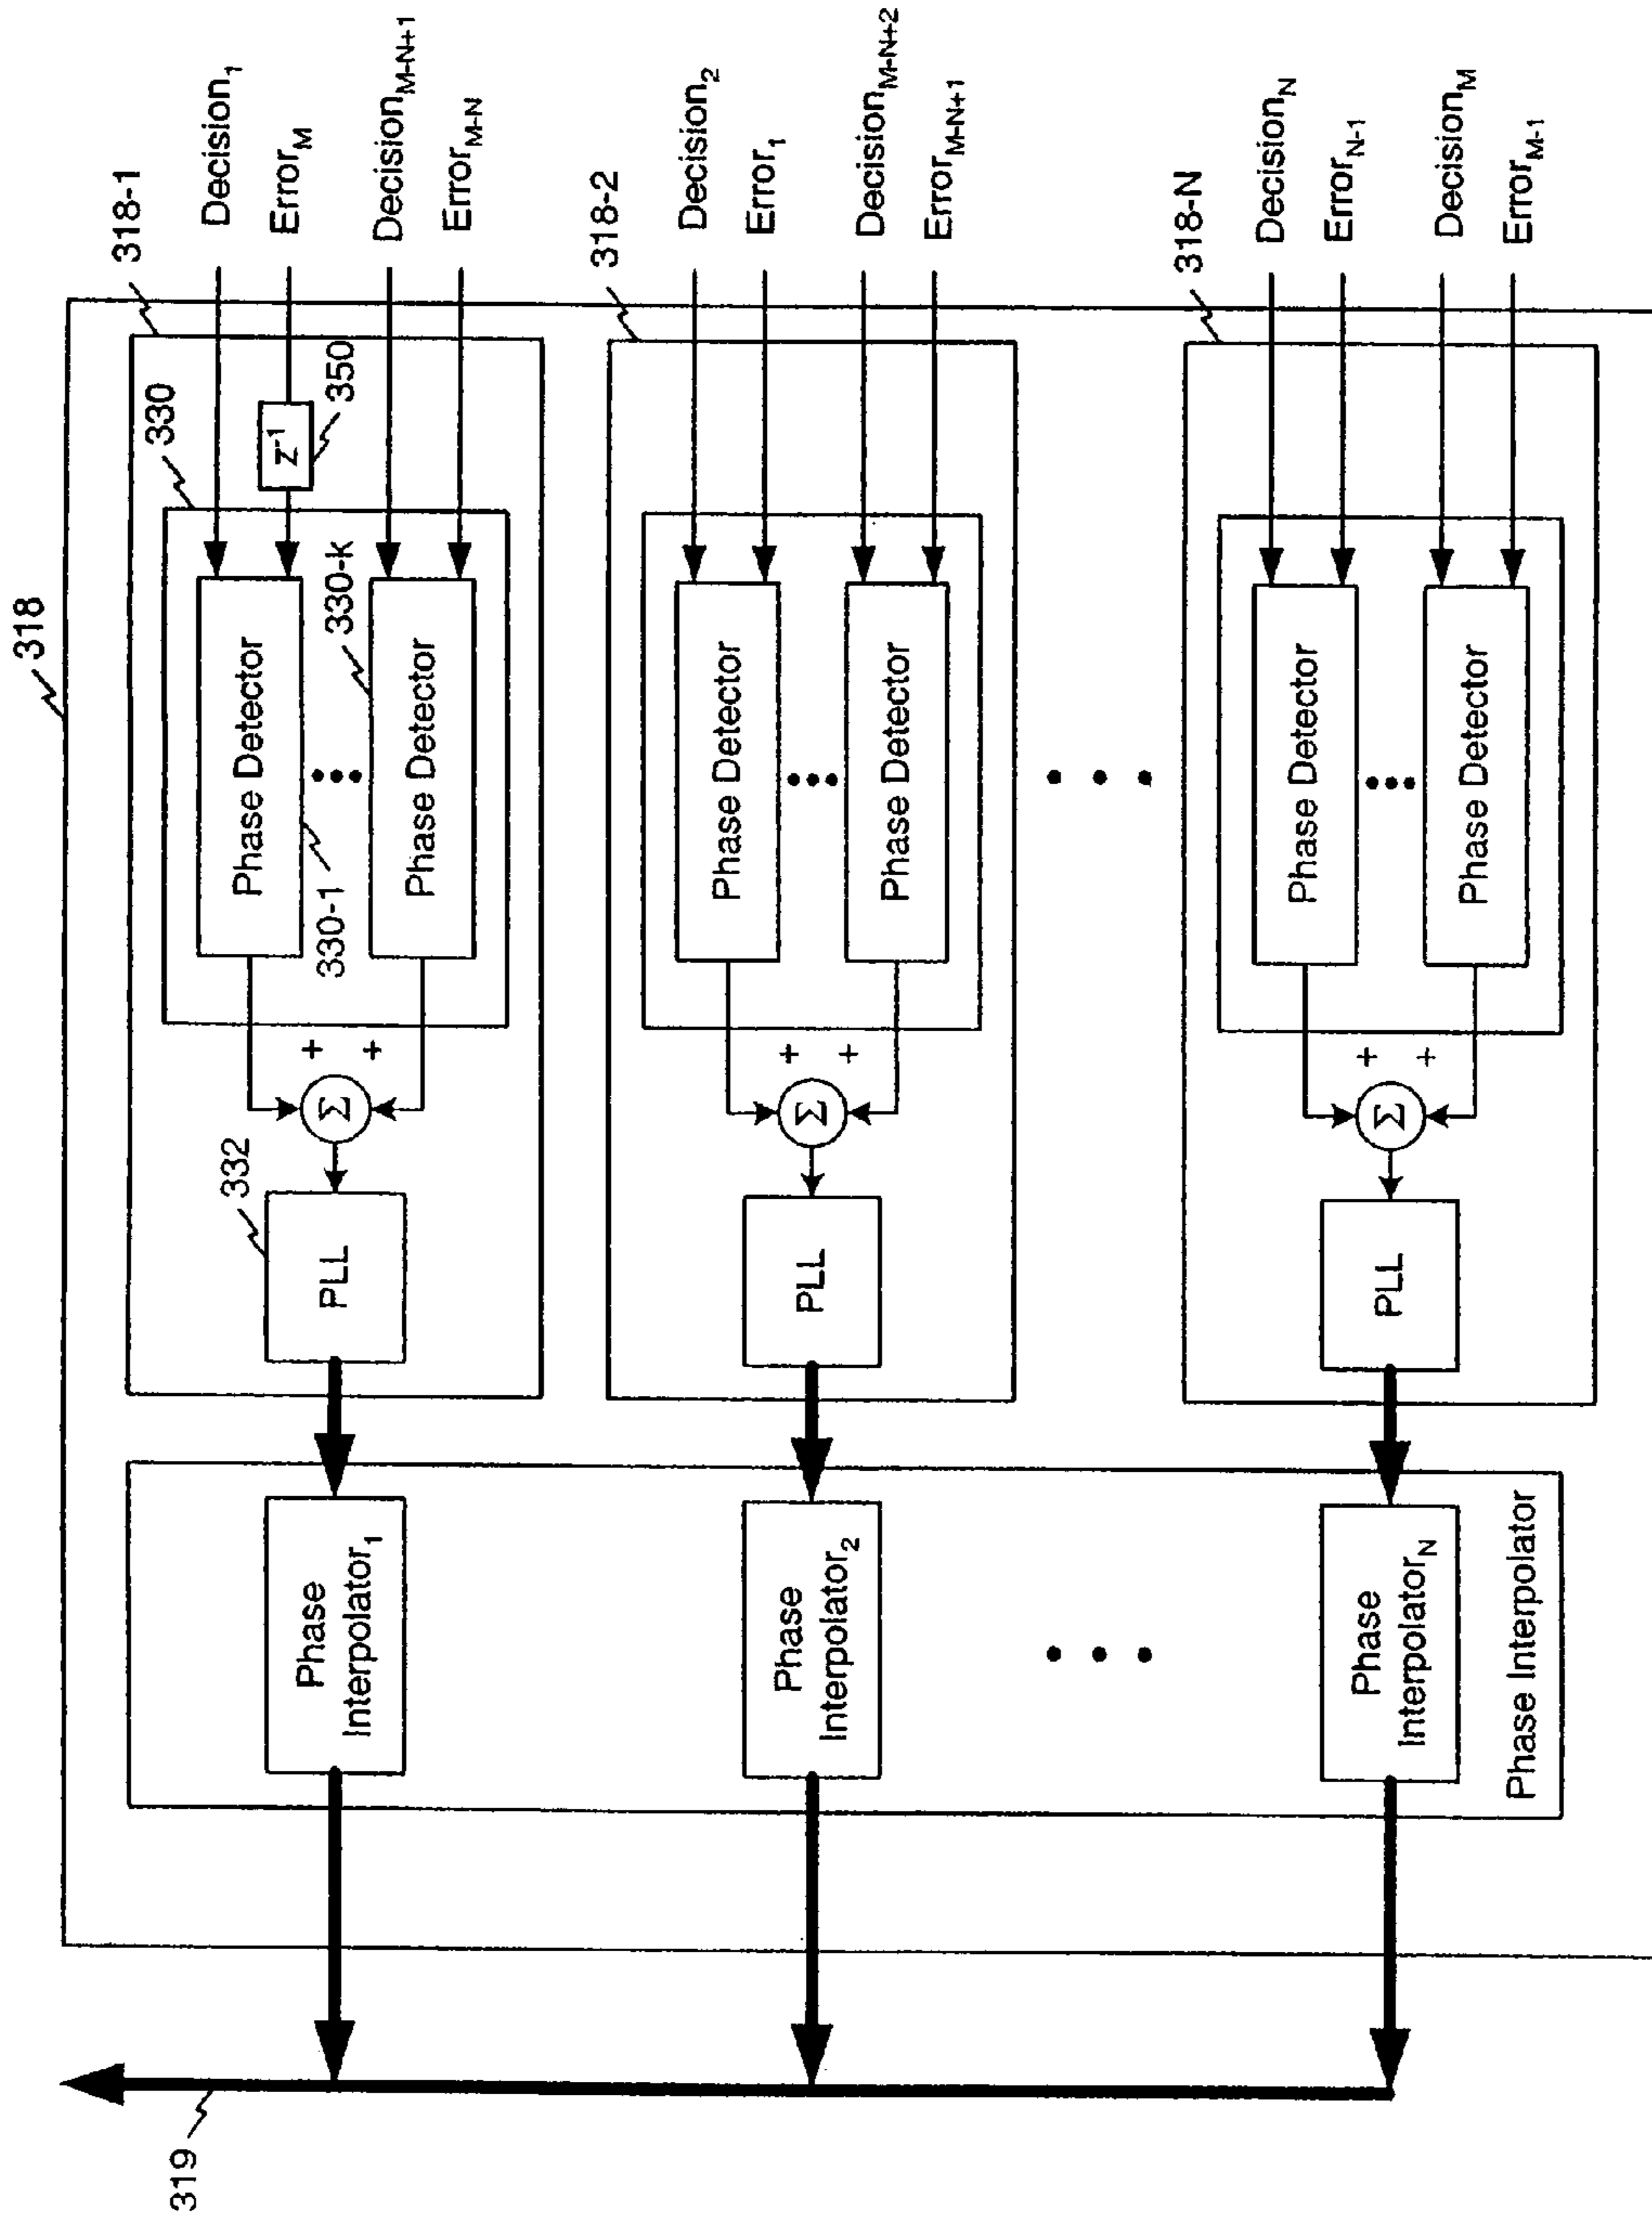 318
318-1
Decision1
ErrorM
DecisionM-N+1
ErrorM-N
330
z-1
350
Phase Detector
330-1
330-k
Phase Detector
+
+
Σ
332
PLL
Phase
Interpolator1
318-2
Decision2
Error1
DecisionM-N+2
ErrorM-N+1
Phase Detector
Phase Detector
+
+
Σ
PLL
Phase
Interpolator2
318-N
DecisionN
ErrorN-1
DecisionM
ErrorM-1
Phase Detector
Phase Detector
+
+
Σ
PLL
Phase
InterpolatorN
Phase Interpolator
319